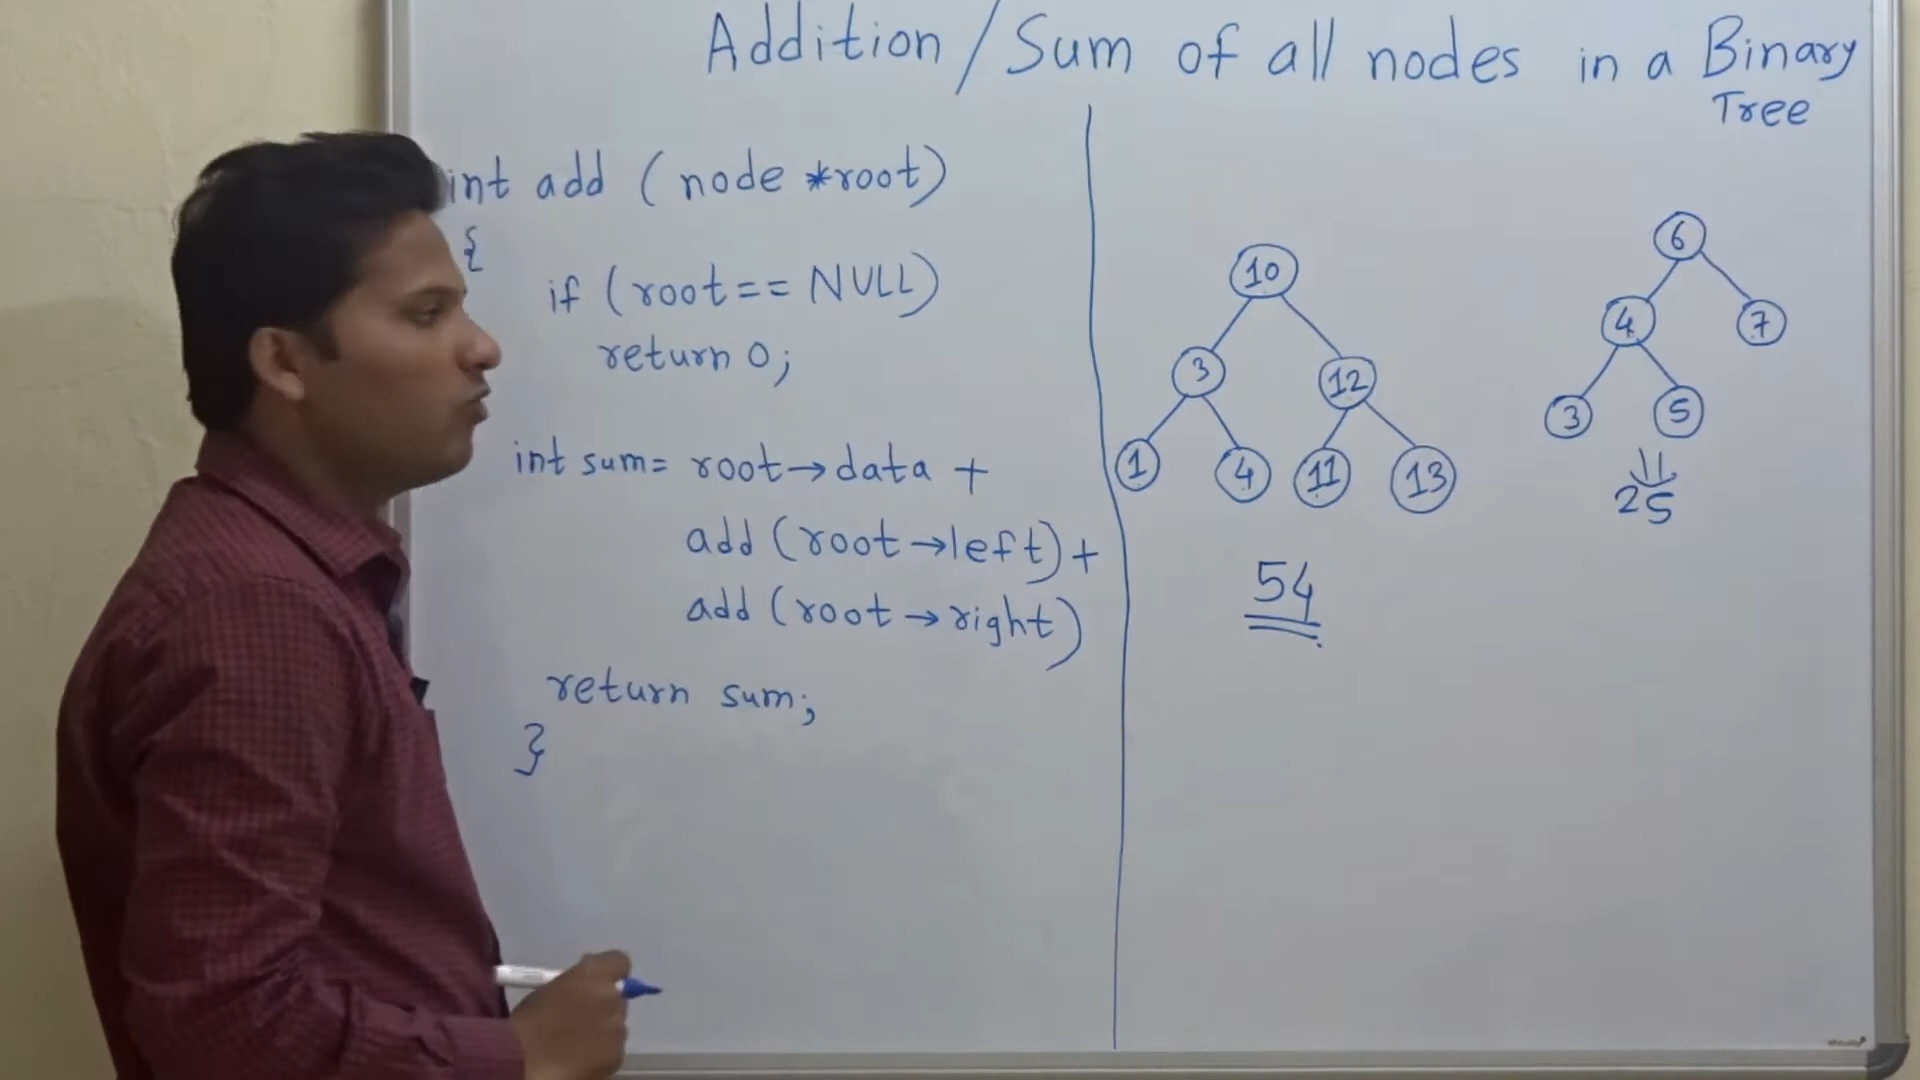 Addition / Sum of all nodes in a Binary
Tree
int add ( node *root)
{
if (root== NULL)
return 0;
int sum= root→data +
add (root→left)+
add (root→right)
return sum;
}
10
3 12
1 4 11 13
54
6
4 7
3 5
25